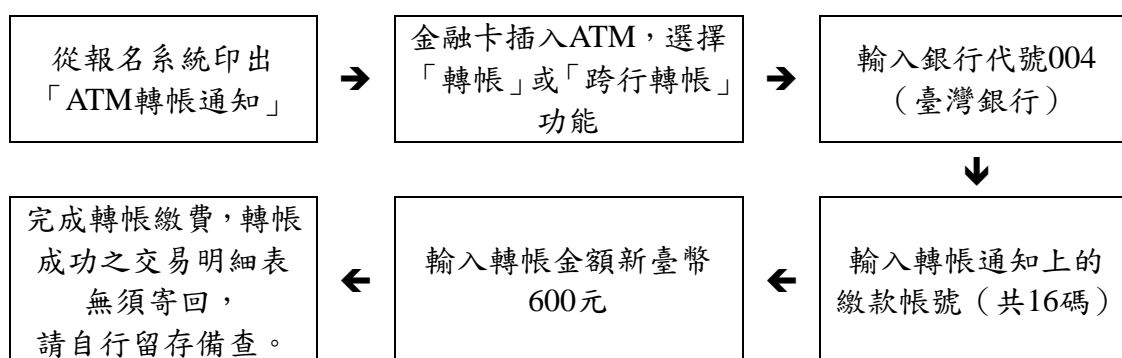 從報名系統印出
「ATM轉帳通知」
金融卡插入ATM，選擇
「轉帳」或「跨行轉帳」
功能
輸入銀行代號004
（臺灣銀行）
輸入轉帳通知上的
繳款帳號（共16碼）
輸入轉帳金額新臺幣
600元
完成轉帳繳費，轉帳
成功之交易明細表
無須寄回，
請自行留存備查。